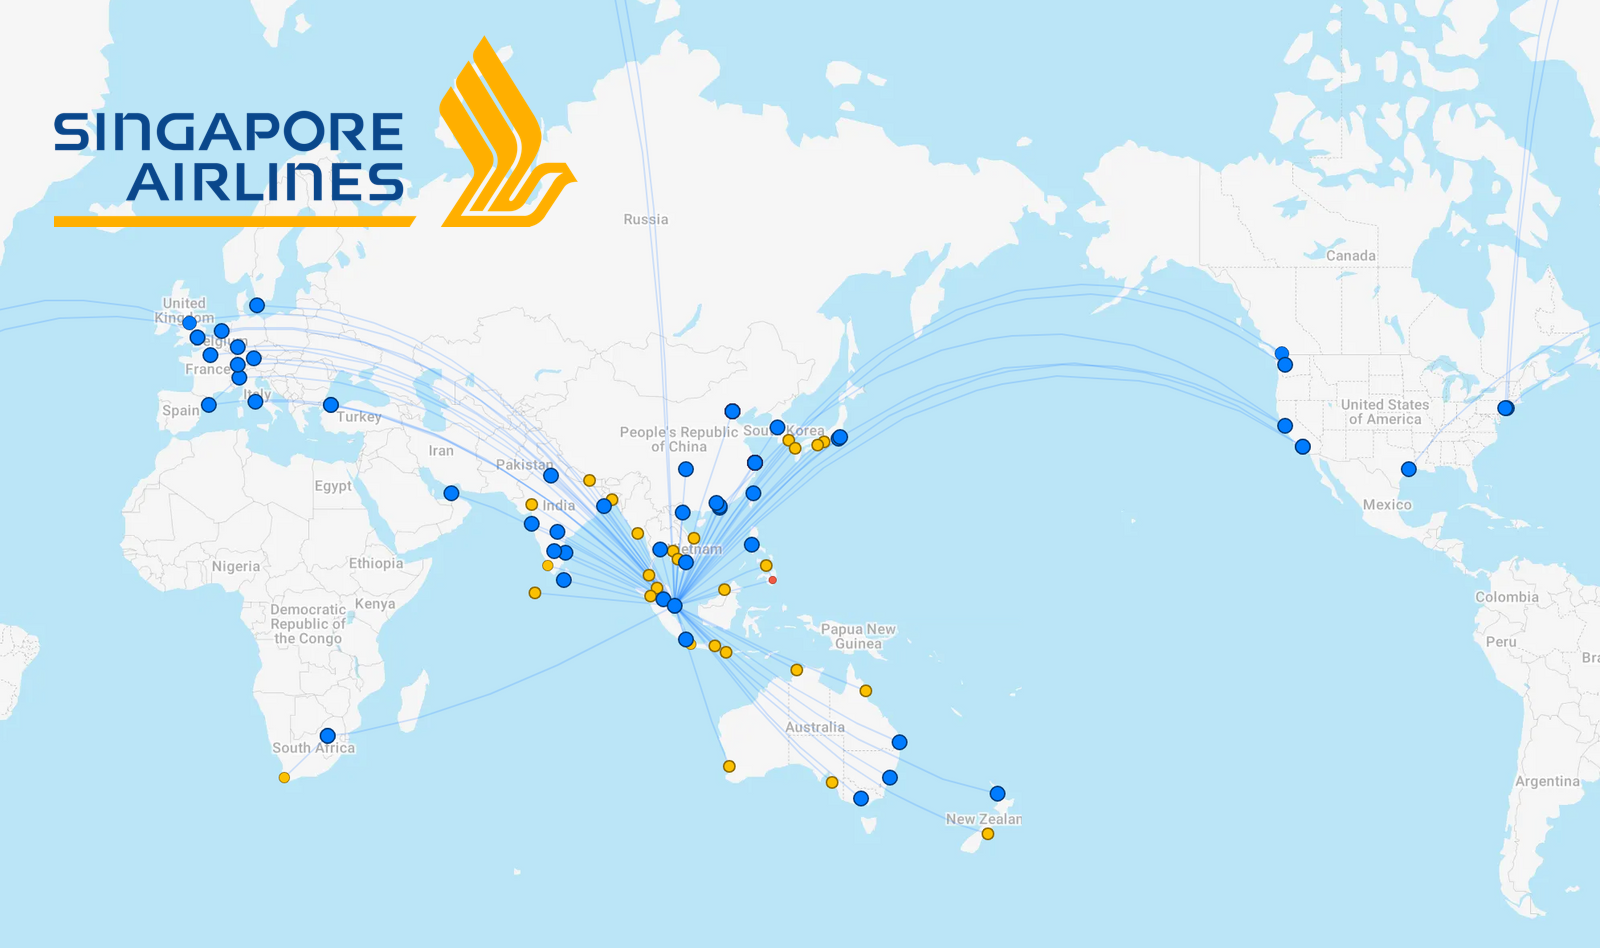 SINGAPORE
AIRLINES
Russia
Canada
United
Kingdom
Belgium
France
Italy
Spain
Turkey
People's Republic
of China
South Korea
United States
of America
Iran
Pakistan
Egypt
India
Mexico
Vietnam
Nigeria
Ethiopia
Kenya
Democratic
Republic of
the Congo
Colombia
Papua New
Guinea
Peru
Bra
Australia
South Africa
Argentina
New Zealan